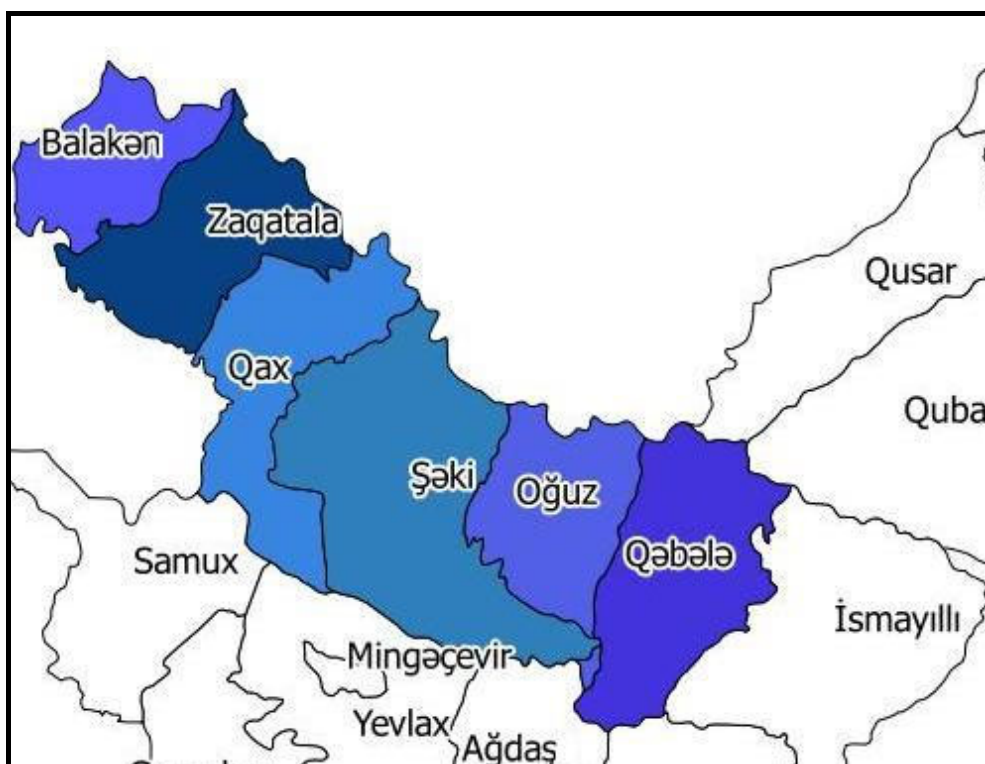 Balakən
Zaqatala
Qusar
Qax
Quba
Şəki
Oğuz
Qəbələ
Samux
İsmayıllı
Mingəçevir
Yevlax
Ağdaş